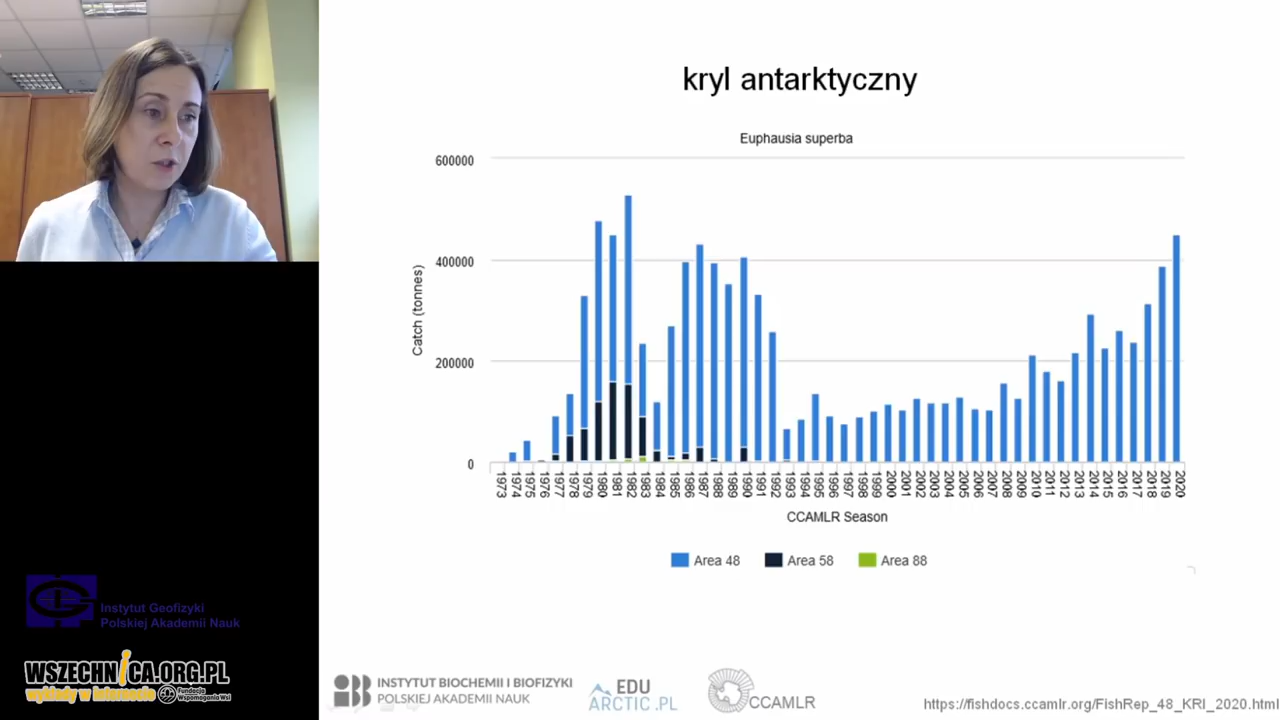 kryl antarktyczny
Euphausia superba
600000
400000
200000
0
Catch (tonnes)
1973 1974 1975 1976 1977 1978 1979 1980 1981 1982 1983 1984 1985 1986 1987 1988 1989 1990 1991 1992 1993 1994 1995 1996 1997 1998 1999 2000 2001 2002 2003 2004 2005 2006 2007 2008 2009 2010 2011 2012 2013 2014 2015 2016 2017 2018 2019 2020
CCAMLR Season
Area 48 Area 58 Area 88
Instytut Geofizyki
Polskiej Akademii Nauk
WSZECHNICA.ORG.PL
wykłady w internecie
Fundacja
Wspomagania Wsi
IBB
INSTYTUT BIOCHEMII I BIOFIZYKI
POLSKIEJ AKADEMII NAUK
EDU
ARCTIC.PL
CCAMLR
https://fishdocs.ccamlr.org/FishRep_48_KRI_2020.html